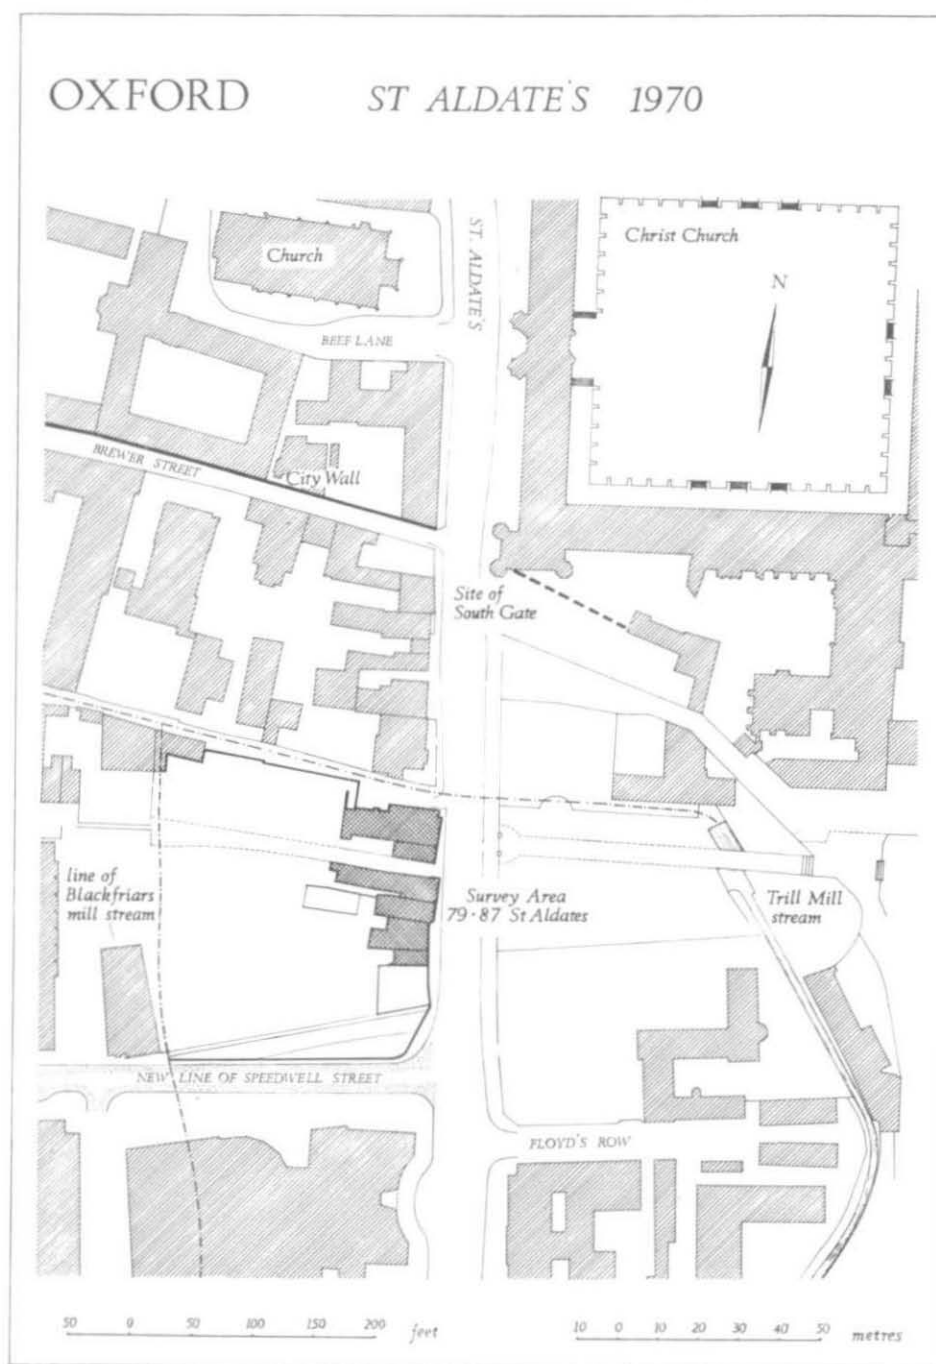 OXFORD ST ALDATE'S 1970
Church
ST. ALDATE'S
Christ Church
N
BEEF LANE
BREWER STREET
City Wall
Site of
South Gate
line of
Blackfriars
mill stream
Survey Area
79·87 St Aldates
Trill Mill
stream
NEW LINE OF SPEEDWELL STREET
FLOYD'S ROW
50 0 50 100 150 200 feet
10 0 10 20 30 40 50 metres